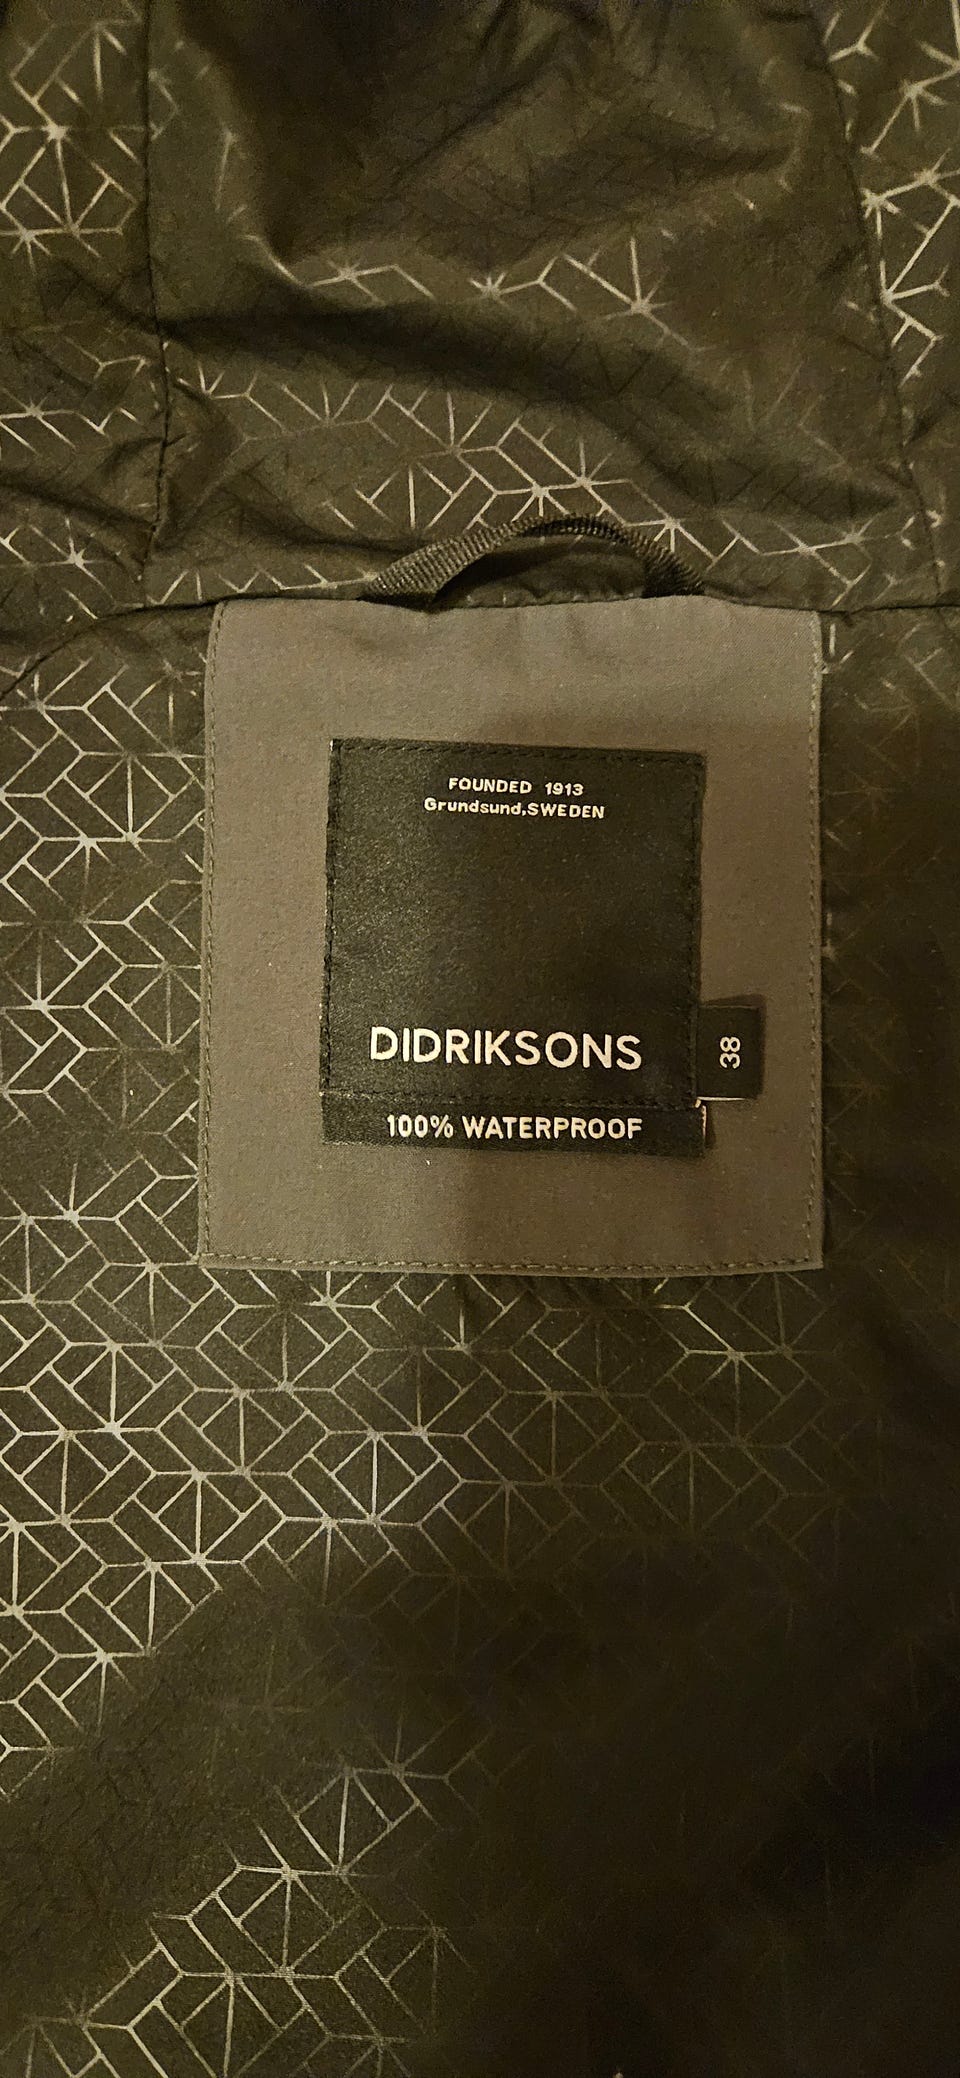 FOUNDED 1913
Grundsund,SWEDEN
DIDRIKSONS
38
100% WATERPROOF